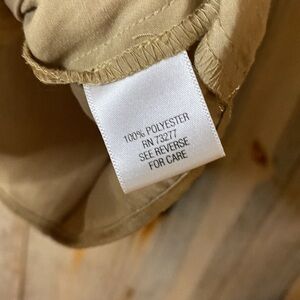 100% POLYESTER
RN 73277
SEE REVERSE
FOR CARE